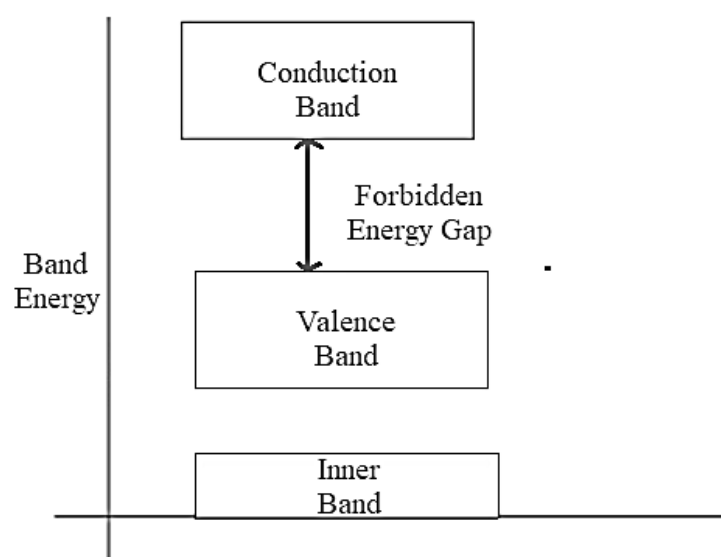 Conduction
Band
Forbidden
Energy Gap
Band
Energy
Valence
Band
Inner
Band